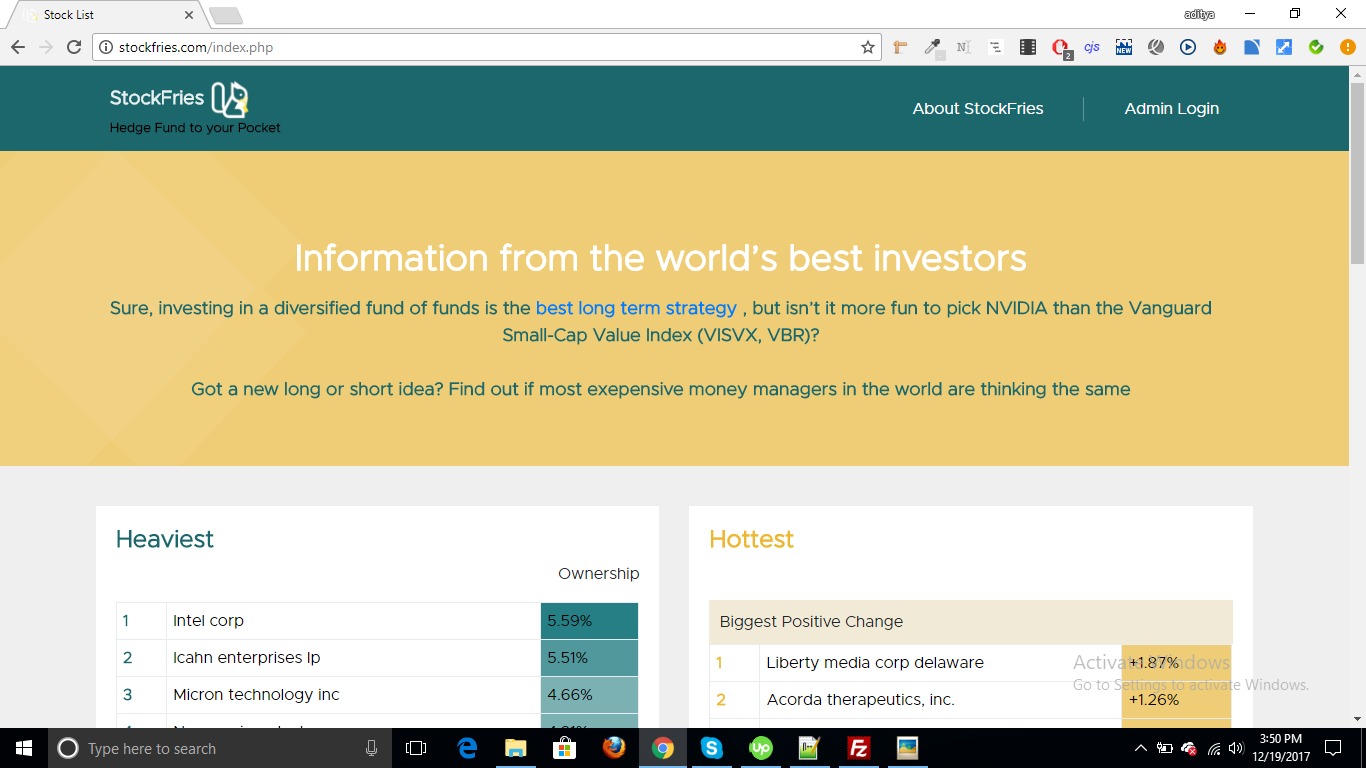 Stock List
aditya
stockfries.com/index.php
2
cjs
NEW
StockFries
Hedge Fund to your Pocket
About StockFries
Admin Login
Information from the world's best investors
Sure, investing in a diversified fund of funds is the best long term strategy , but isn't it more fun to pick NVIDIA than the Vanguard
Small-Cap Value Index (VISVX, VBR)?
Got a new long or short idea? Find out if most exepensive money managers in the world are thinking the same
Heaviest
Ownership
1 Intel corp 5.59%
2 Icahn enterprises lp 5.51%
3 Micron technology inc 4.66%
Hottest
Biggest Positive Change
1 Liberty media corp delaware +1.87%
2 Acorda therapeutics, inc. +1.26%
Activate Windows
Go to Settings to activate Windows.
Type here to search
3:50 PM
12/19/2017